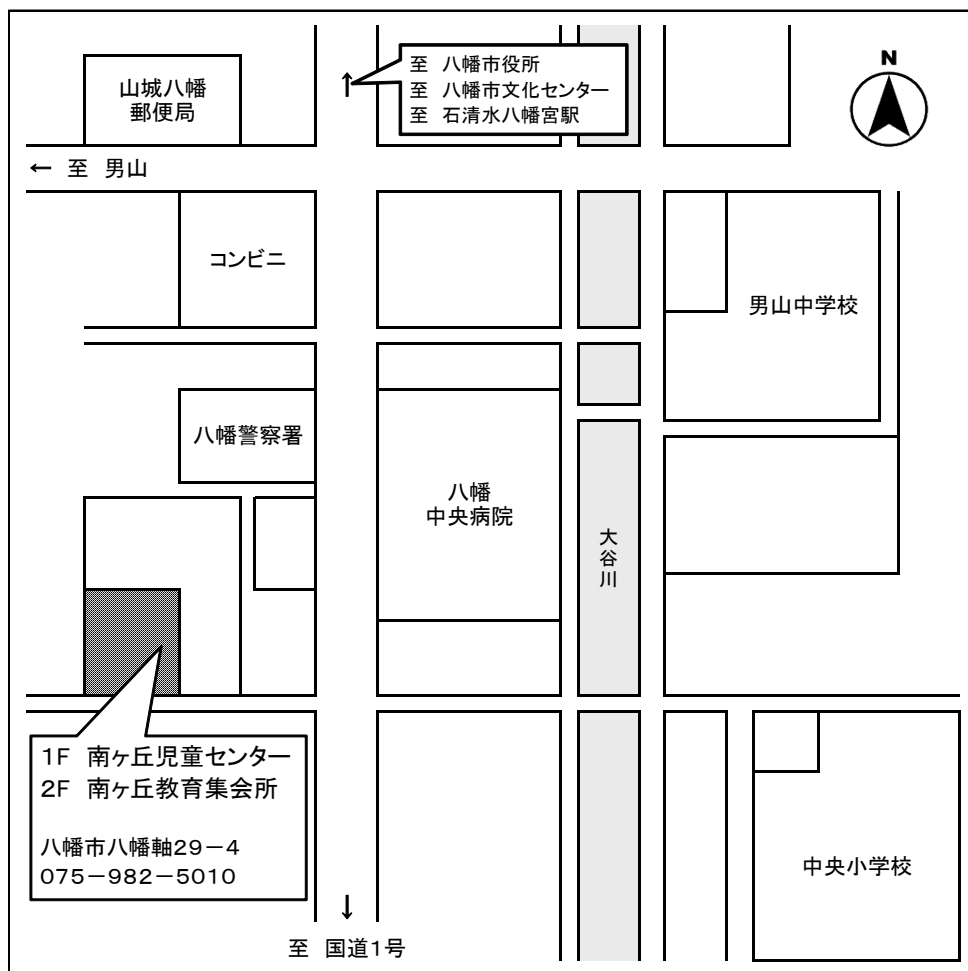 至 八幡市役所
至 八幡市文化センター
至 石清水八幡宮駅
↑
N
山城八幡
郵便局
← 至 男山
コンビニ
男山中学校
八幡警察署
八幡
中央病院
大谷川
1F 南ヶ丘児童センター
2F 南ヶ丘教育集会所
八幡市八幡軸29－4
075－982－5010
中央小学校
↓
至 国道1号